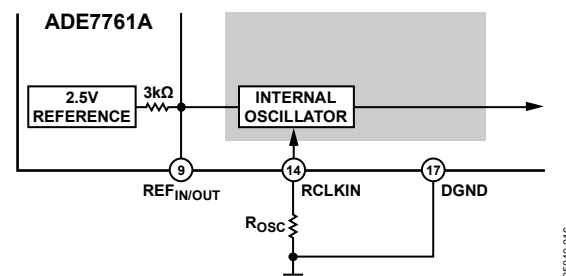 ADE7761A
2.5V
REFERENCE
3kΩ
INTERNAL
OSCILLATOR
9
14
17
REFIN/OUT
RCLKIN
DGND
ROSC